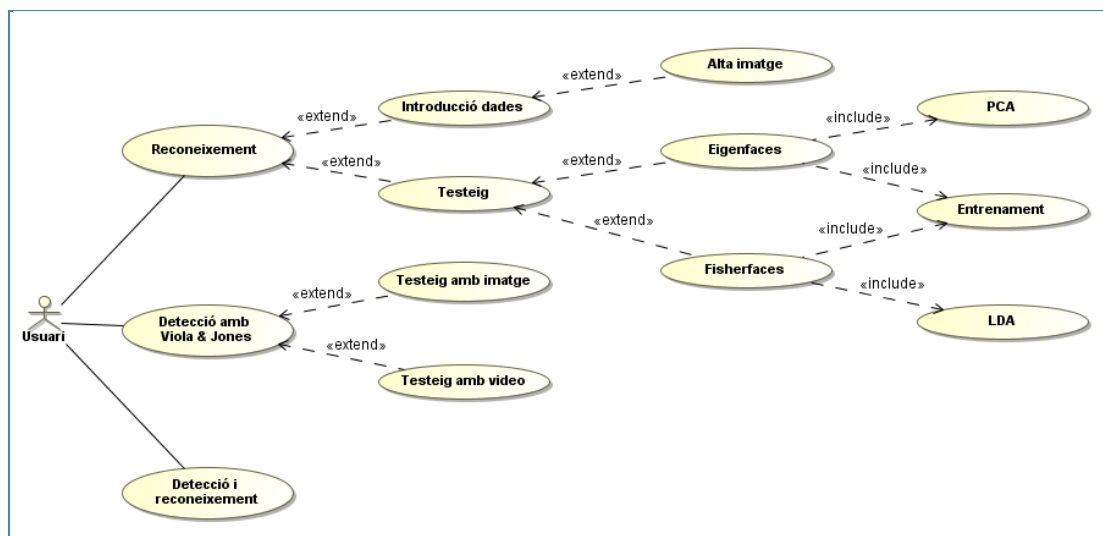 Alta imatge
«extend»
Introducció dades
PCA
«extend»
«include»
Reconeixement
Eigenfaces
«extend»
«extend»
«include»
Testeig
Entrenament
«extend»
«include»
Fisherfaces
Testeig amb imatge
«extend»
«include»
Usuari
Detecció amb
Viola & Jones
LDA
«extend»
Testeig amb video
Detecció i
reconeixement